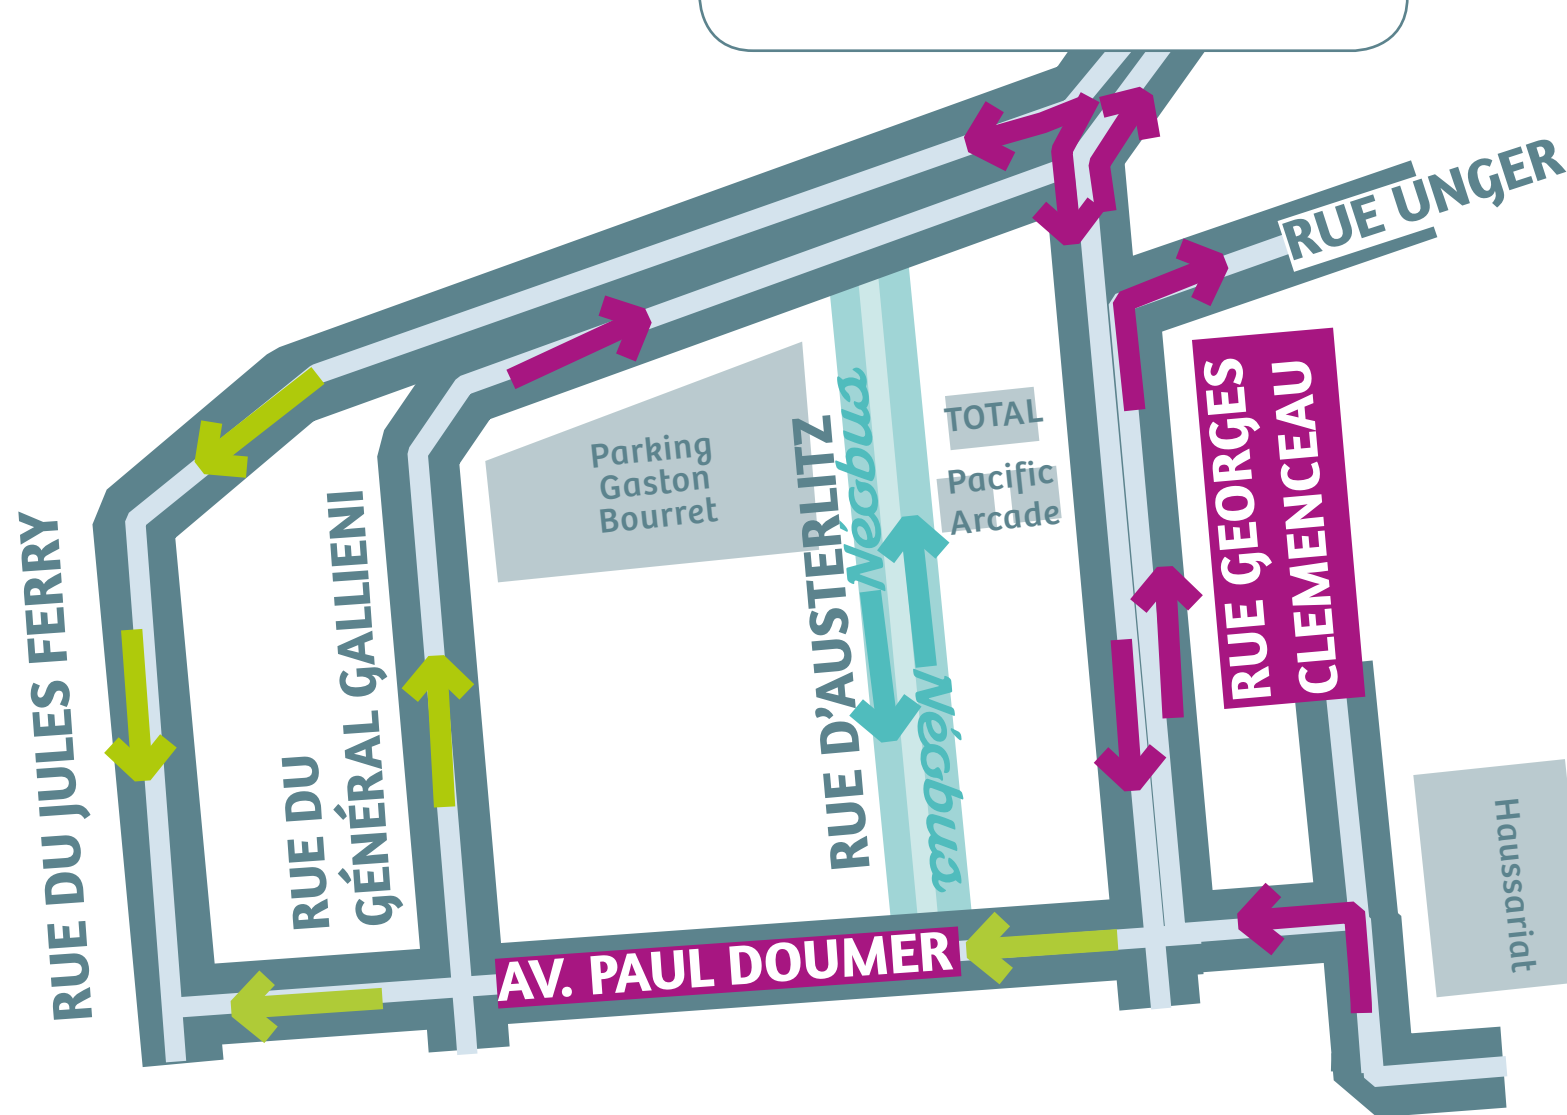 RUE UNGER
RUE GEORGES
CLEMENCEAU
TOTAL
Parking
Gaston
Bourret
Pacific
Arcade
Néobus
RUE D'AUSTERLITZ
Néobus
RUE DU JULES FERRY
RUE DU
GÉNÉRAL GALLIENI
Haussariat
AV. PAUL DOUMER